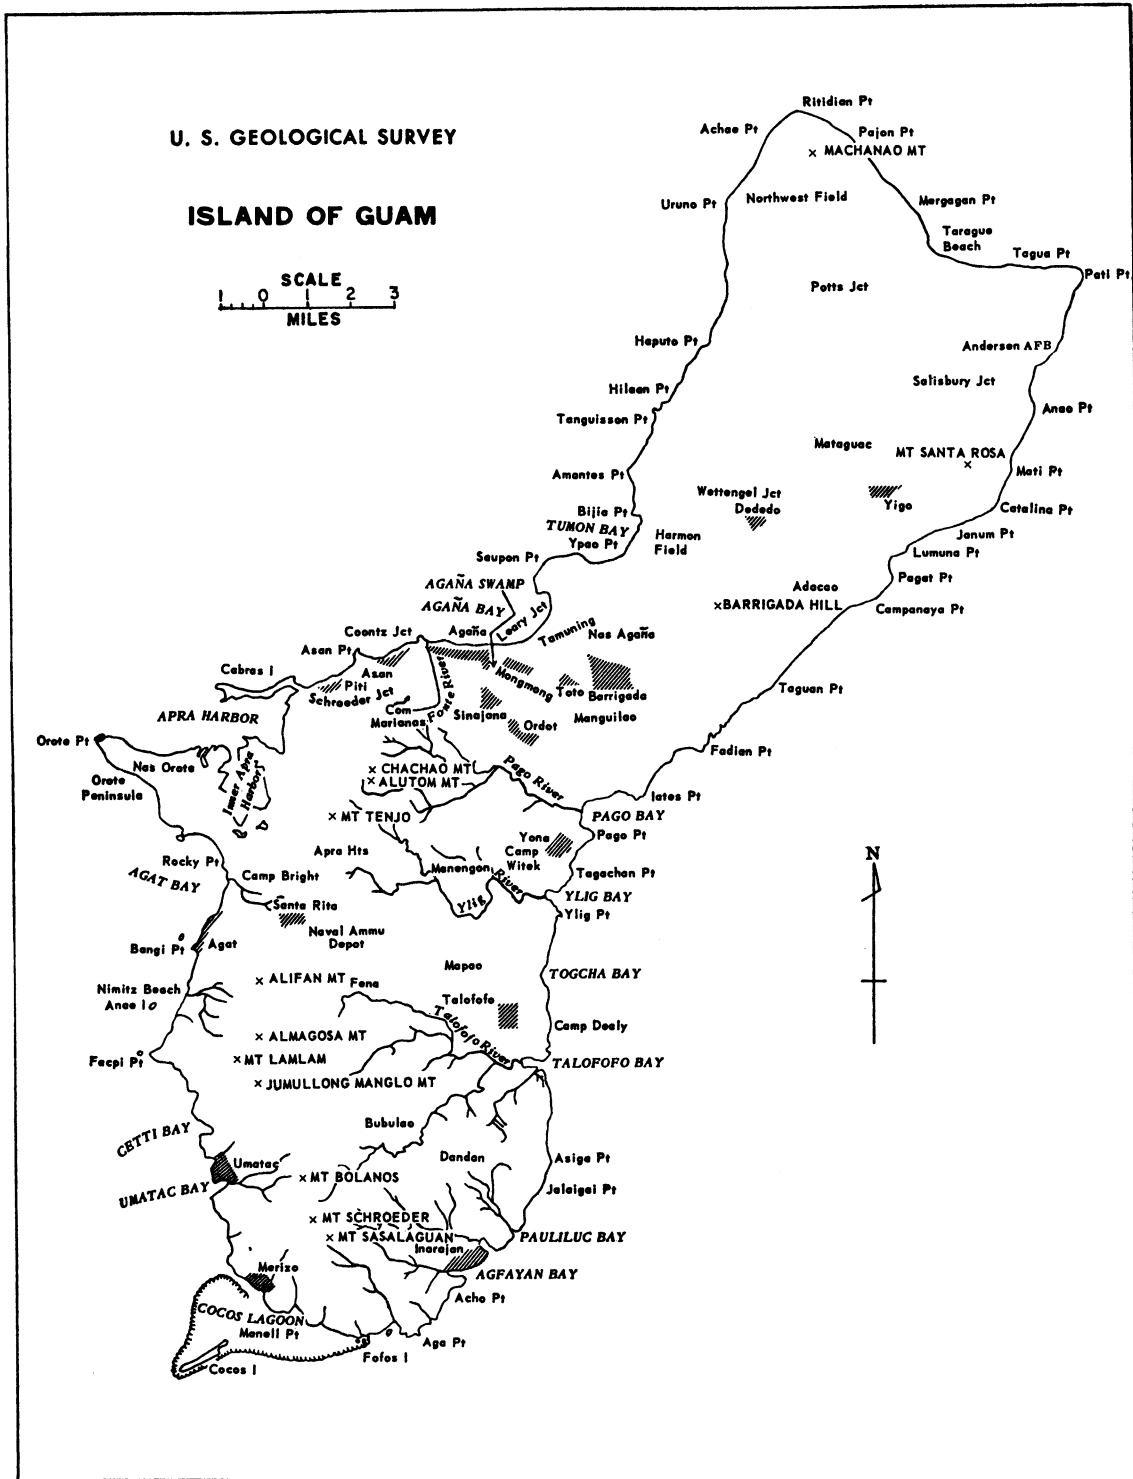 U. S. GEOLOGICAL SURVEY
ISLAND OF GUAM
SCALE
1 0 1 2 3
MILES
Ritidian Pt
Achae Pt
Pajon Pt
MACHANAO MT
Uruno Pt
Northwest Field
Mergagan Pt
Tarague
Beach
Tagua Pt
Pati Pt
Potts Jct
Haputo Pt
Andersen AFB
Salisbury Jct
Hilaan Pt
Anao Pt
Tanguisson Pt
Mataguac
MT SANTA ROSA
Mati Pt
Amantes Pt
Wettengel Jct
Dededo
Yigo
Catalina Pt
Bijia Pt
TUMON BAY
Ypao Pt
Harmon
Field
Janum Pt
Lumuna Pt
Saupon Pt
Pagat Pt
AGAÑA SWAMP
Adacao
AGAÑA BAY
BARRIGADA HILL
Campanaya Pt
Leary Jct
Coontz Jct
Agaña
Tamuning
Nas Agaña
Asan Pt
Cabras I
Asan
Piti
Schroeder Jct
Fonte River
Mongmong
Toto
Barrigada
Taguan Pt
APRA HARBOR
Com
Marianas
Sinajana
Ordot
Manguilao
Orote Pt
Fadian Pt
Nas Orote
Inner Apra
Harbor
Orote
Peninsula
CHACHAO MT
ALUTOM MT
Pago River
Iates Pt
MT TENJO
PAGO BAY
Pago Pt
Yona
Camp
Witek
Apra Hts
Rocky Pt
AGAT BAY
Camp Bright
Manengon
Ylig River
Tagachan Pt
YLIG BAY
Santa Rita
Ylig Pt
Naval Ammu
Depot
Bangi Pt
Agat
Mapao
TOGCHA BAY
ALIFAN MT
Fena
Nimitz Beach
Anae I
Talofofo
Talofofo River
Camp Dealy
ALMAGOSA MT
Facpi Pt
MT LAMLAM
TALOFOFO BAY
JUMULLONG MANGLO MT
Bubulao
CETTI BAY
Umatac
Dandan
Asiga Pt
MT BOLANOS
UMATAC BAY
Jalaigai Pt
MT SCHROEDER
MT SASALAGUAN
PAULILUC BAY
Inarajan
Merizo
AGFAYAN BAY
Acho Pt
COCOS LAGOON
Manell Pt
Aga Pt
Fofos I
Cocos I
N